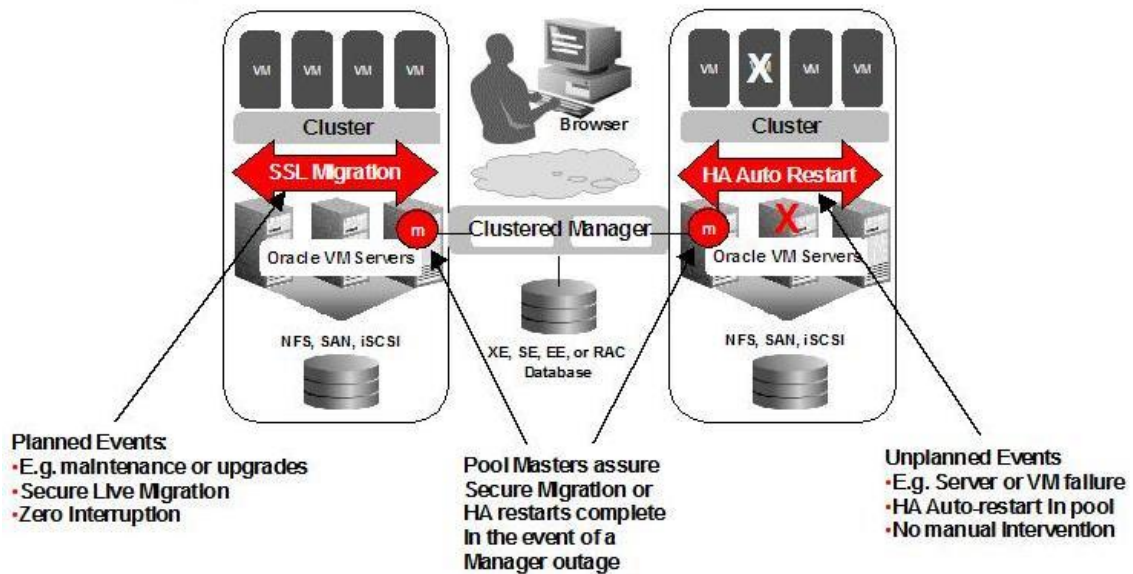 VM VM VM VM
Cluster
SSL Migration
m
Oracle VM Servers
NFS, SAN, iSCSI
Browser
Clustered Manager
XE, SE, EE, or RAC
Database
VM X VM VM
Cluster
HA Auto Restart
m X
Oracle VM Servers
NFS, SAN, iSCSI
Planned Events:
•E.g. maintenance or upgrades
•Secure Live Migration
•Zero Interruption
Pool Masters assure
Secure Migration or
HA restarts complete
In the event of a
Manager outage
Unplanned Events
•E.g. Server or VM failure
•HA Auto-restart in pool
•No manual intervention